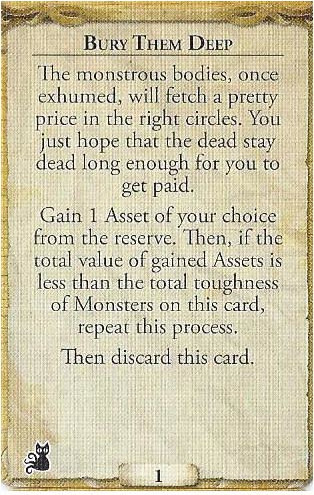 BURY THEM DEEP
The monstrous bodies, once
exhumed, will fetch a pretty
price in the right circles. You
just hope that the dead stay
dead long enough for you to
get paid.
Gain 1 Asset of your choice
from the reserve. Then, if the
total value of gained Assets is
less than the total toughness
of Monsters on this card,
repeat this process.
Then discard this card.
1